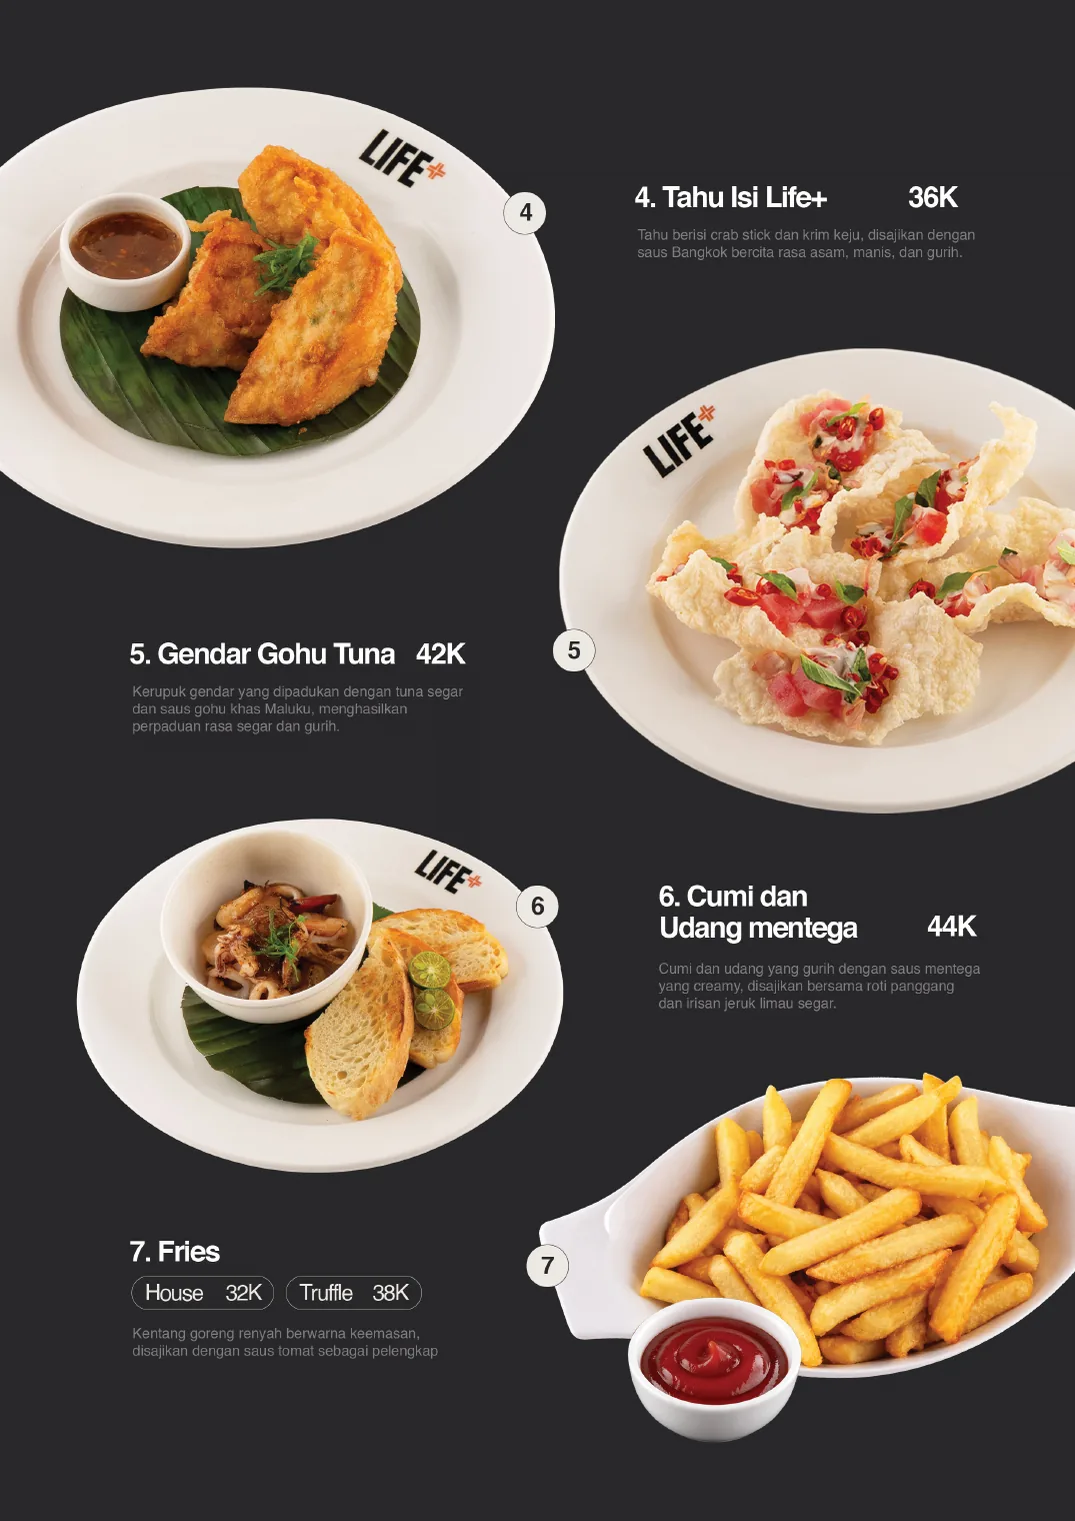 LIFE+
4
4. Tahu Isi Life+ 36K
Tahu berisi crab stick dan krim keju, disajikan dengan
saus Bangkok bercita rasa asam, manis, dan gurih.
LIFE+
5
5. Gendar Gohu Tuna 42K
Kerupuk gendar yang dipadukan dengan tuna segar
dan saus gohu khas Maluku, menghasilkan
perpaduan rasa segar dan gurih.
LIFE+
6
6. Cumi dan
Udang mentega 44K
Cumi dan udang yang gurih dengan saus mentega
yang creamy, disajikan bersama roti panggang
dan irisan jeruk limau segar.
7. Fries
7
House 32K Truffle 38K
Kentang goreng renyah berwarna keemasan,
disajikan dengan saus tomat sebagai pelengkap